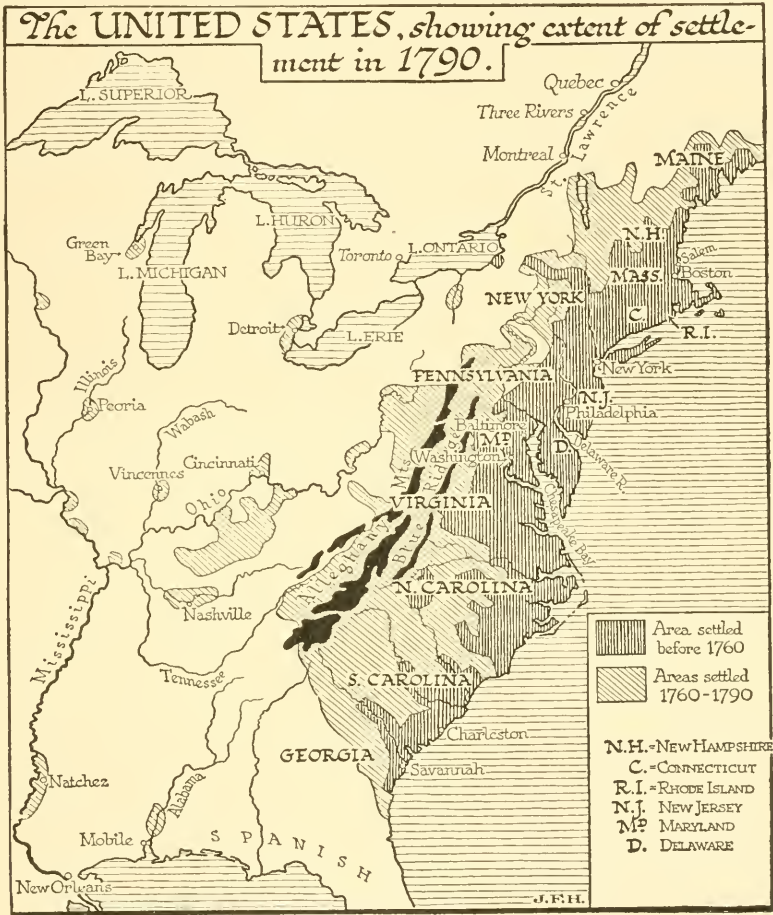 The UNITED STATES, showing extent of settle-
ment in 1790.
Quebec
Three Rivers
Montreal
St. Lawrence
L. SUPERIOR
MAINE
L. HURON
N.H.
Green
Bay
L. MICHIGAN
Toronto
L. ONTARIO
Salem
Boston
MASS.
NEW YORK
C.
R.I.
Detroit
L. ERIE
New York
Illinois
PENNSYLVANIA
N.J.
Philadelphia
Peoria
Wabash
Baltimore
MD
(Washington)
D.
Delaware R.
Cincinnati
Vincennes
Ohio
Mts
Ridge
VIRGINIA
Chesapeake Bay
Alleghany
Blue
N. CAROLINA
Nashville
Mississippi
Tennessee
S. CAROLINA
Charleston
GEORGIA
Savannah
Natchez
Alabama
Mobile
SPANISH
New Orleans
Area settled
before 1760
Areas settled
1760-1790
N.H.=NEW HAMPSHIRE
C.=CONNECTICUT
R.I.=RHODE ISLAND
N.J. NEW JERSEY
MD MARYLAND
D. DELAWARE
J.F.H.